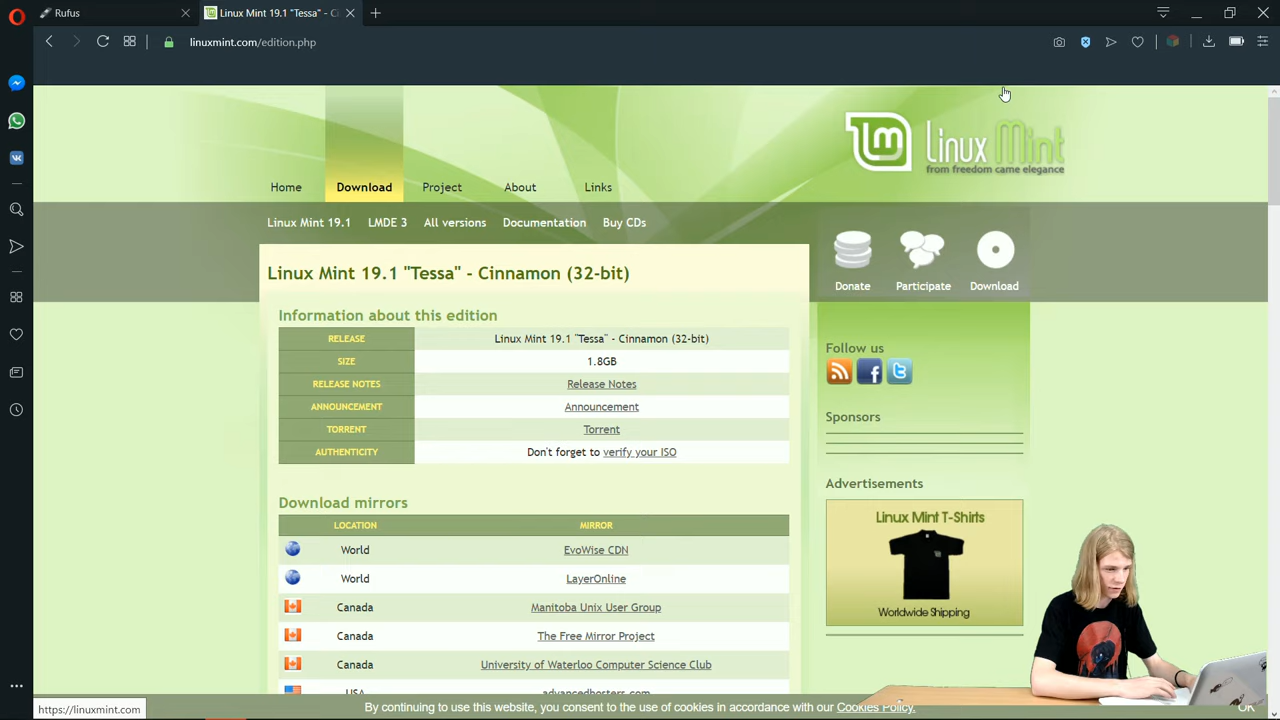 Rufus
Linux Mint 19.1 "Tessa" - Ci
linuxmint.com/edition.php
Linux Mint
from freedom came elegance
Home Download Project About Links
Linux Mint 19.1 LMDE 3 All versions Documentation Buy CDs
Donate Participate Download
Linux Mint 19.1 "Tessa" - Cinnamon (32-bit)
Information about this edition
RELEASE Linux Mint 19.1 "Tessa" - Cinnamon (32-bit)
SIZE 1.8GB
RELEASE NOTES Release Notes
ANNOUNCEMENT Announcement
TORRENT Torrent
AUTHENTICITY Don't forget to verify your ISO
Download mirrors
LOCATION MIRROR
World EvoWise CDN
World LayerOnline
Canada Manitoba Unix User Group
Canada The Free Mirror Project
Canada University of Waterloo Computer Science Club
USA advancedhosters.com
Follow us
Sponsors
Advertisements
Linux Mint T-Shirts
Worldwide Shipping
https://linuxmint.com
By continuing to use this website, you consent to the use of cookies in accordance with our Cookies Policy.
OK